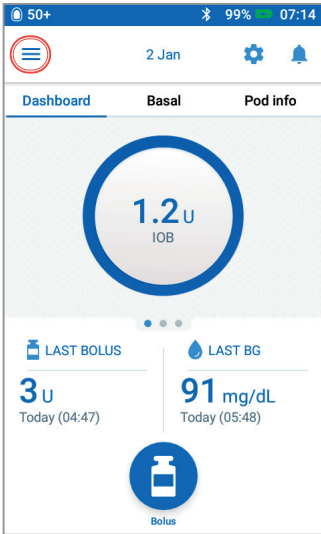 50+ 99% 07:14
2 Jan
Dashboard Basal Pod info
1.2 U
IOB
LAST BOLUS LAST BG
3 U 91 mg/dL
Today (04:47) Today (05:48)
Bolus